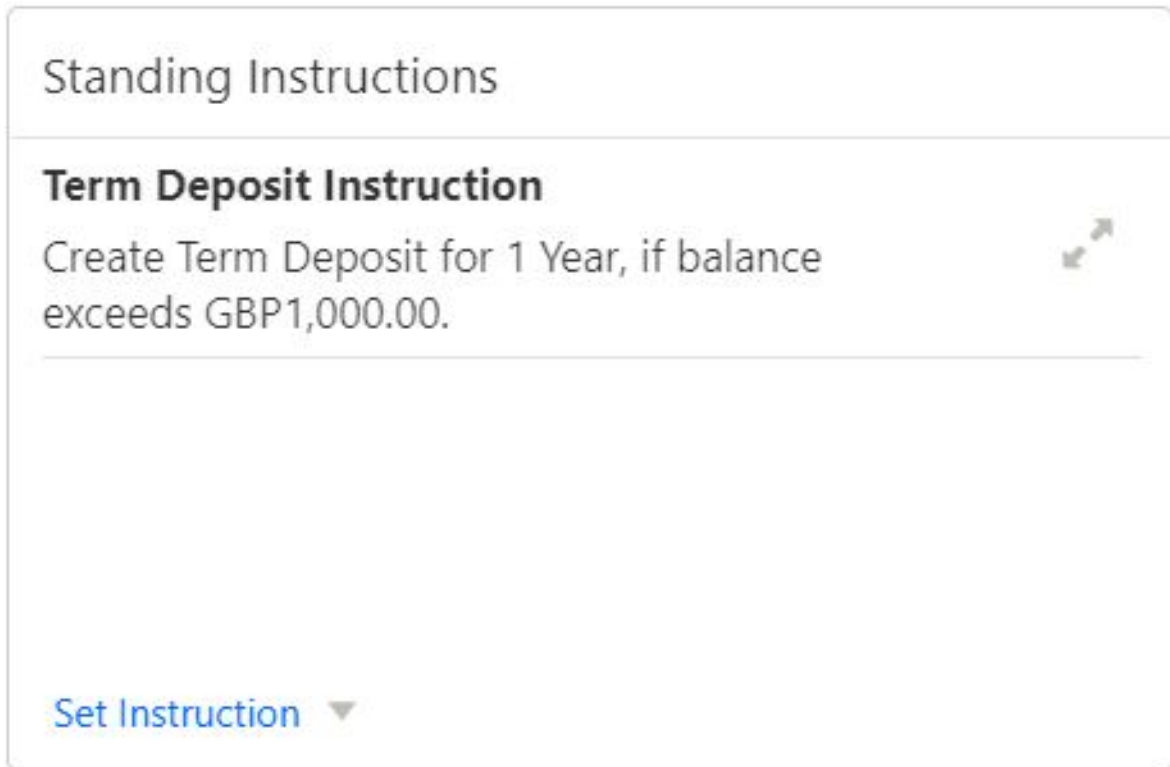 Standing Instructions
Term Deposit Instruction
Create Term Deposit for 1 Year, if balance
exceeds GBP1,000.00.
Set Instruction